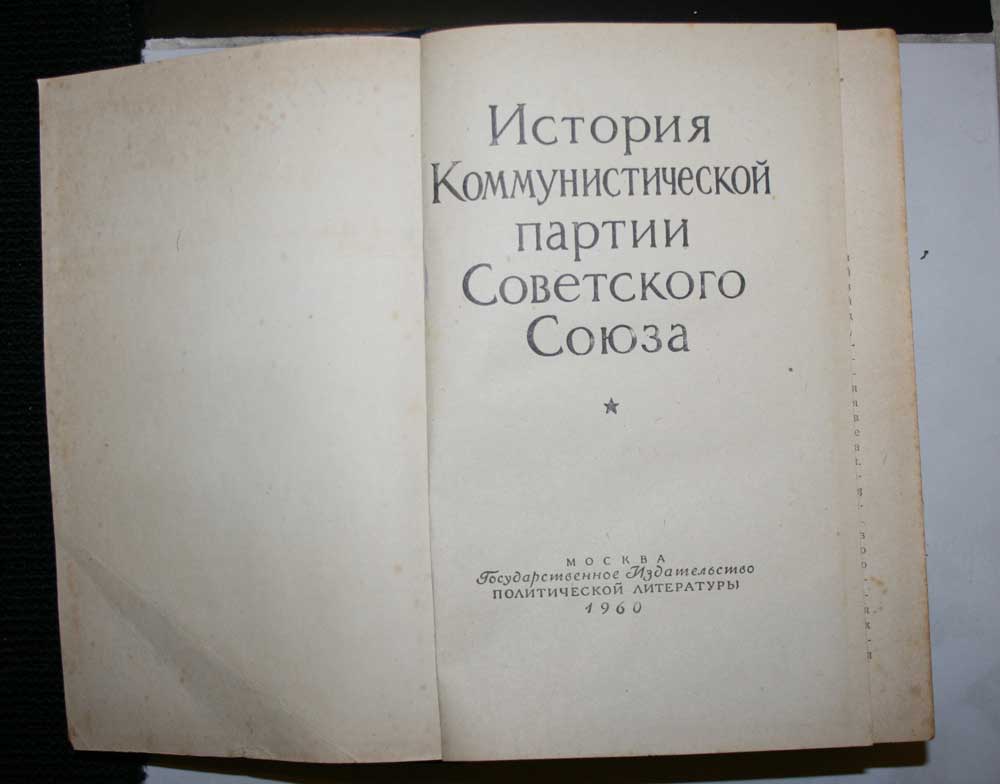 История
Коммунистической
партии
Советского
Союза
МОСКВА
Государственное Издательство
ПОЛИТИЧЕСКОЙ ЛИТЕРАТУРЫ
1960